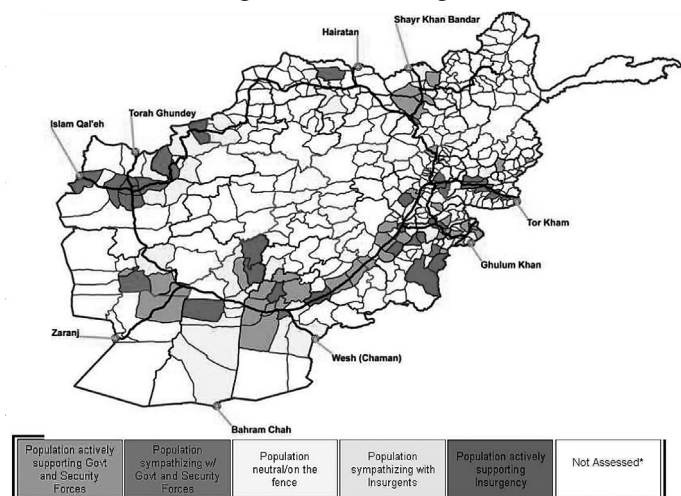 Hairatan
Shayr Khan Bandar
Torah Ghundey
Islam Qal'eh
Tor Kham
Ghulum Khan
Zaranj
Wesh (Chaman)
Bahram Chah
Population actively
supporting Govt
and Security
Forces
Population
sympathizing w/
Govt and Security
Forces
Population
neutral/on the
fence
Population
sympathizing with
Insurgents
Population actively
supporting
Insurgency
Not Assessed*